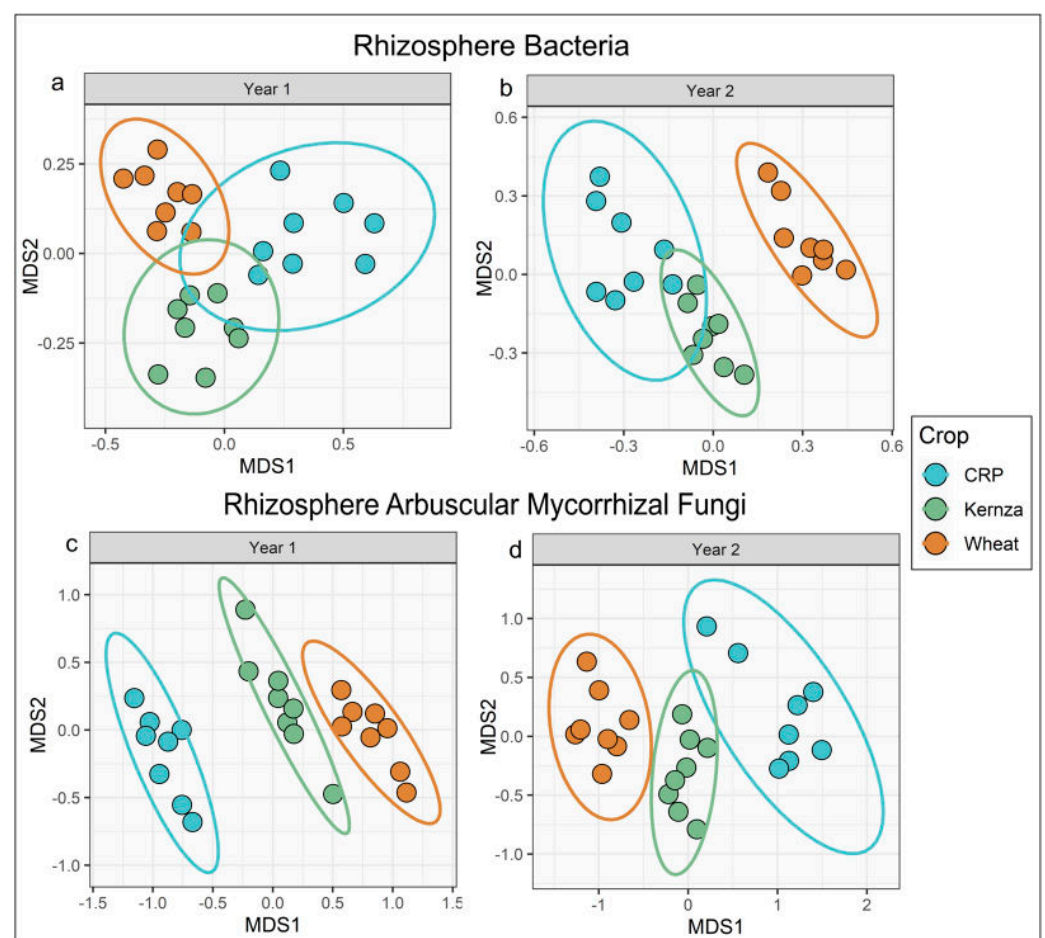 Rhizosphere Bacteria
a
Year 1
MDS2
0.25
0.00
-0.25
-0.5
0.0
0.5
MDS1
b
Year 2
MDS2
0.6
0.3
0.0
-0.3
-0.6
-0.3
0.0
0.3
0.6
MDS1
Crop
CRP
Kernza
Wheat
Rhizosphere Arbuscular Mycorrhizal Fungi
c
Year 1
MDS2
1.0
0.5
0.0
-0.5
-1.0
-1.5
-1.0
-0.5
0.0
0.5
1.0
1.5
MDS1
d
Year 2
MDS2
1.0
0.5
0.0
-0.5
-1.0
-1
0
1
2
MDS1